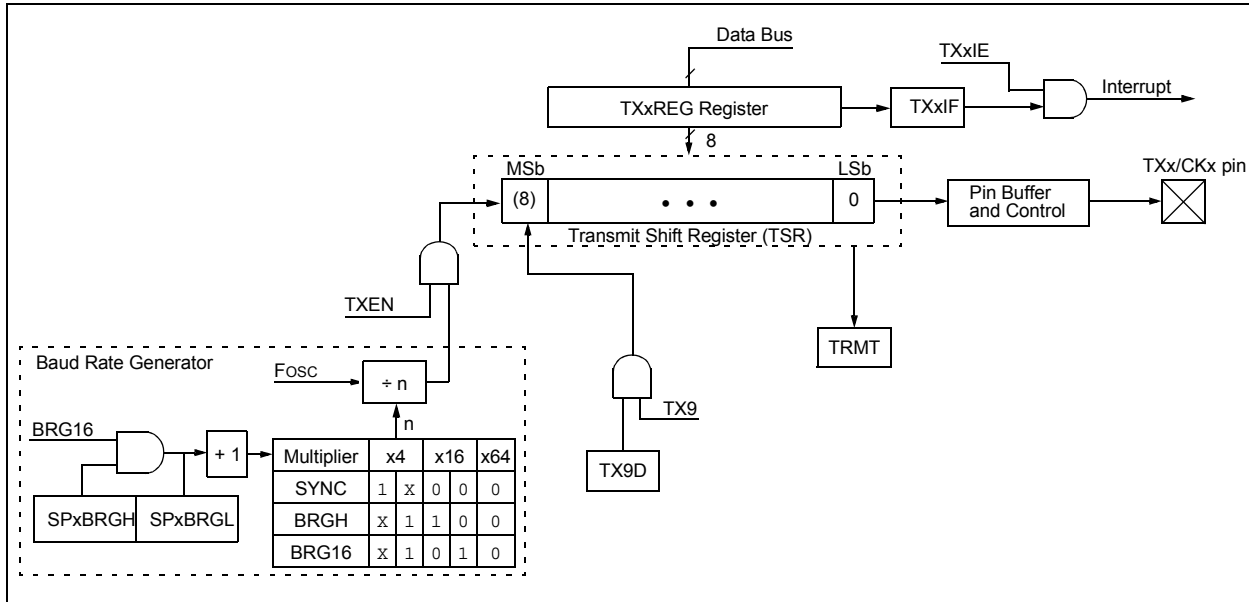 Data Bus
TXxIE
Interrupt
TXxREG Register
TXxIF
8
MSb
LSb
TXx/CKx pin
(8)
• • •
0
Pin Buffer
and Control
Transmit Shift Register (TSR)
TXEN
TRMT
Baud Rate Generator
FOSC
÷ n
TX9
n
BRG16
+ 1
Multiplier x4 x16 x64
TX9D
SYNC 1 X 0 0 0
SPxBRGH SPxBRGL
BRGH X 1 1 0 0
BRG16 X 1 0 1 0